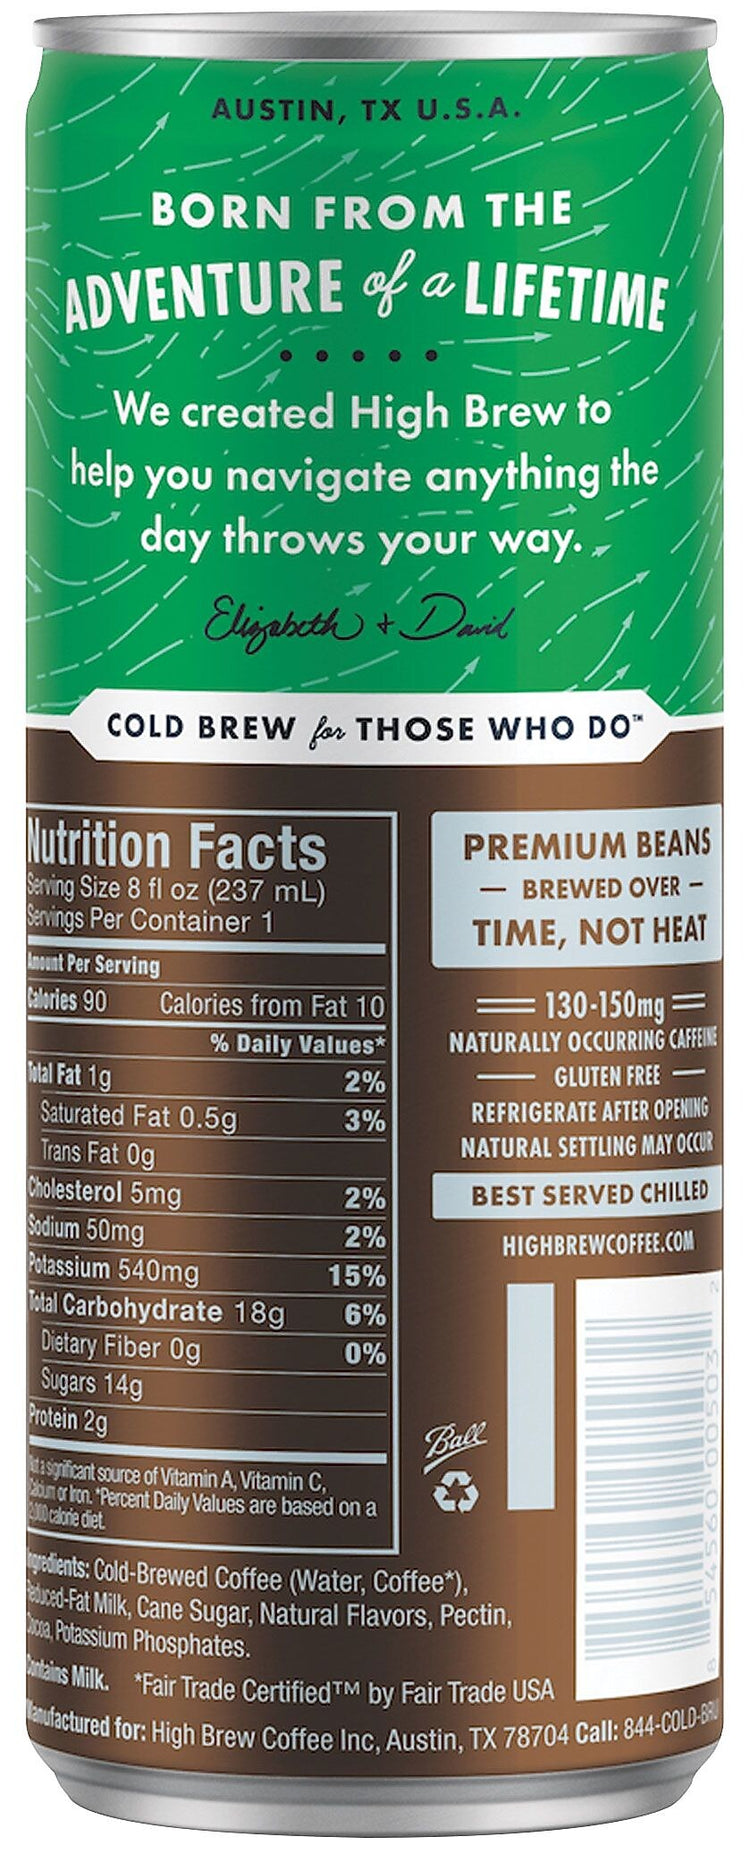 AUSTIN, TX U.S.A.
BORN FROM THE
ADVENTURE of a LIFETIME
We created High Brew to
help you navigate anything the
day throws your way.
Elizabeth + David
COLD BREW for THOSE WHO DO™
Nutrition Facts
Serving Size 8 fl oz (237 mL)
Servings Per Container 1
Amount Per Serving
Calories 90 Calories from Fat 10
% Daily Values*
Total Fat 1g 2%
Saturated Fat 0.5g 3%
Trans Fat 0g
Cholesterol 5mg 2%
Sodium 50mg 2%
Potassium 540mg 15%
Total Carbohydrate 18g 6%
Dietary Fiber 0g 0%
Sugars 14g
Protein 2g
Not a significant source of Vitamin A, Vitamin C,
Calcium or Iron. *Percent Daily Values are based on a
2,000 calorie diet.
Ingredients: Cold-Brewed Coffee (Water, Coffee*),
Reduced-Fat Milk, Cane Sugar, Natural Flavors, Pectin,
Cocoa, Potassium Phosphates.
Contains Milk. *Fair Trade Certified™ by Fair Trade USA
Manufactured for: High Brew Coffee Inc, Austin, TX 78704 Call: 844-COLD-BRU
PREMIUM BEANS
– BREWED OVER –
TIME, NOT HEAT
130-150mg
NATURALLY OCCURRING CAFFEINE
GLUTEN FREE
REFRIGERATE AFTER OPENING
NATURAL SETTLING MAY OCCUR
BEST SERVED CHILLED
HIGHBREWCOFFEE.COM
Ball
8 54560 00503 2